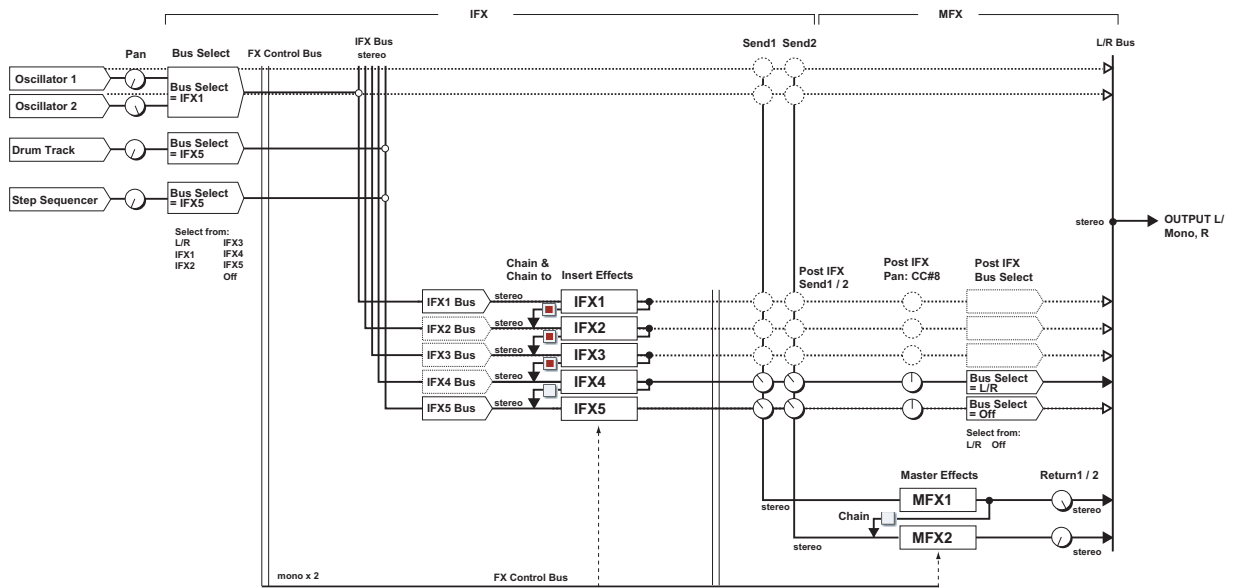 IFX
MFX
Pan
Bus Select
FX Control Bus
IFX Bus
stereo
Send1
Send2
L/R Bus
Oscillator 1
Oscillator 2
Bus Select
= IFX1
Drum Track
Bus Select
= IFX5
Step Sequencer
Bus Select
= IFX5
Select from:
L/R IFX3
IFX1 IFX4
IFX2 IFX5
Off
stereo
OUTPUT L/
Mono, R
Chain &
Chain to
Insert Effects
Post IFX
Send1 / 2
Post IFX
Pan: CC#8
Post IFX
Bus Select
IFX1 Bus
stereo
IFX1
IFX2 Bus
stereo
IFX2
IFX3 Bus
stereo
IFX3
IFX4 Bus
stereo
IFX4
Bus Select
= L/R
IFX5 Bus
stereo
IFX5
Bus Select
= Off
Select from:
L/R Off
Master Effects
Return1 / 2
stereo
MFX1
stereo
Chain
stereo
MFX2
stereo
mono x 2
FX Control Bus